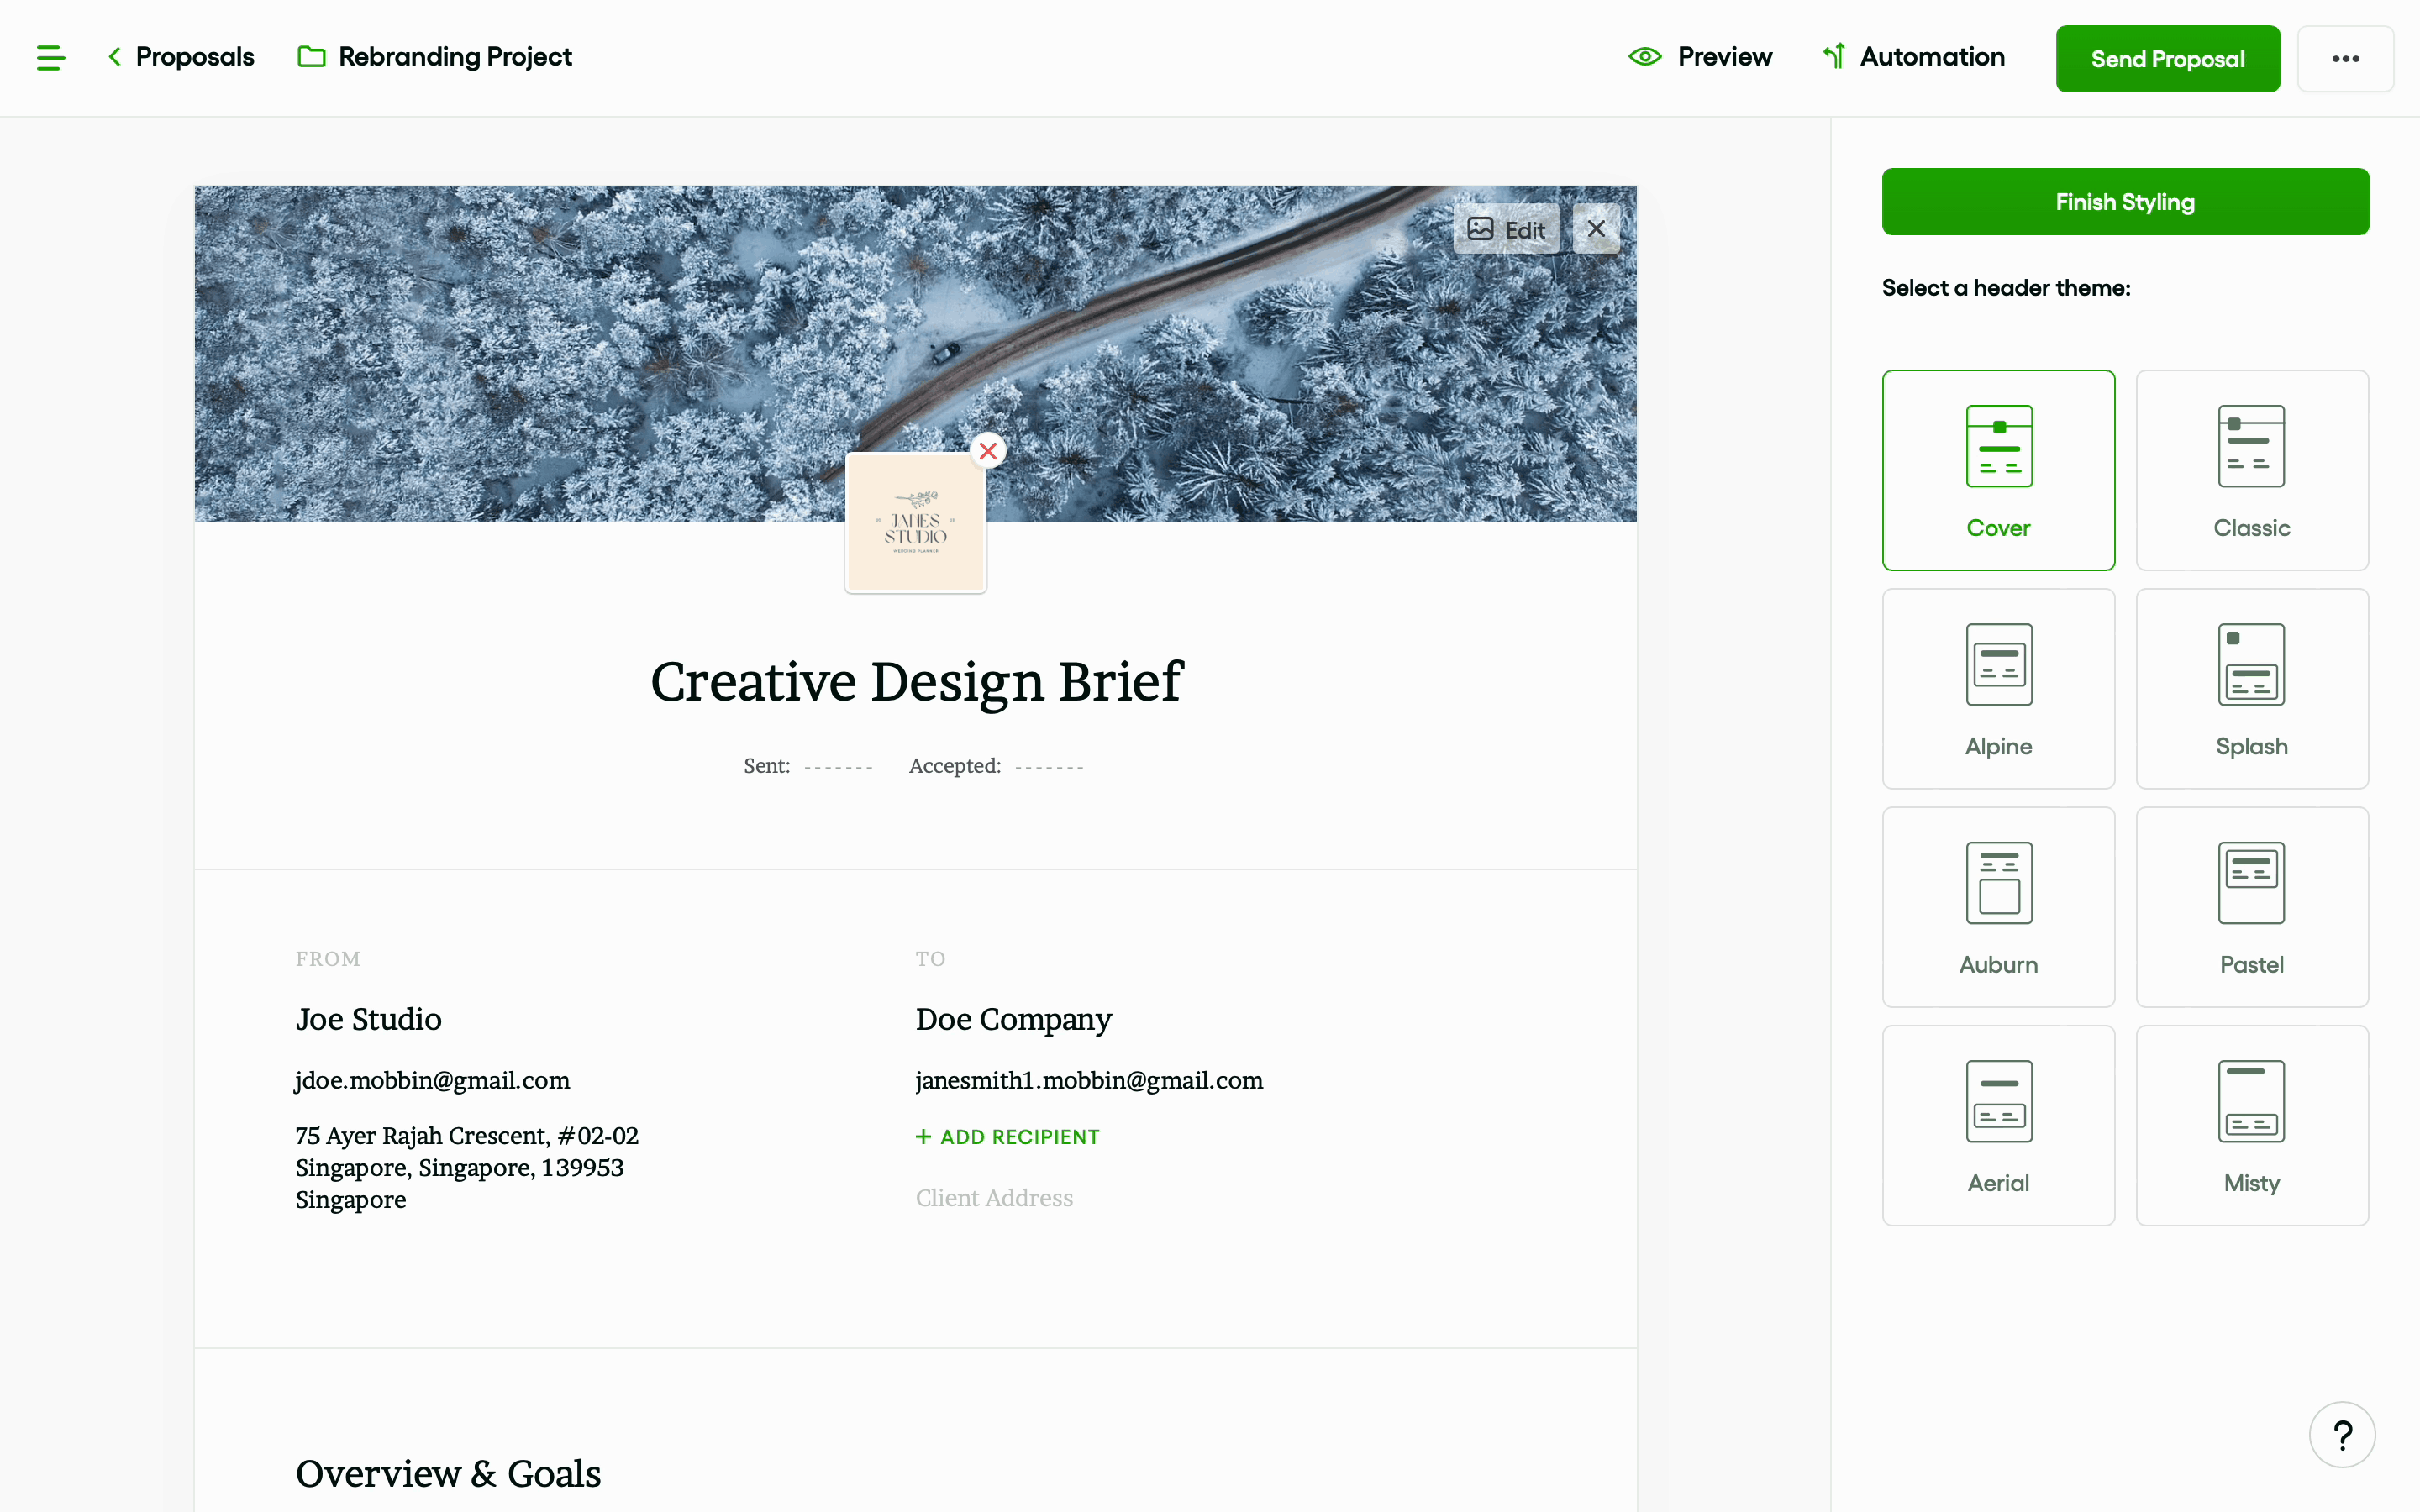 Proposals
Rebranding Project
Preview
Automation
Send Proposal
Edit
JANES
STUDIO
WEDDING PLANNER
Creative Design Brief
Sent: -------
Accepted: -------
FROM
Joe Studio
jdoe.mobbin@gmail.com
75 Ayer Rajah Crescent, #02-02
Singapore, Singapore, 139953
Singapore
TO
Doe Company
janesmith1.mobbin@gmail.com
+ ADD RECIPIENT
Client Address
Overview & Goals
Finish Styling
Select a header theme:
Cover
Classic
Alpine
Splash
Auburn
Pastel
Aerial
Misty
?